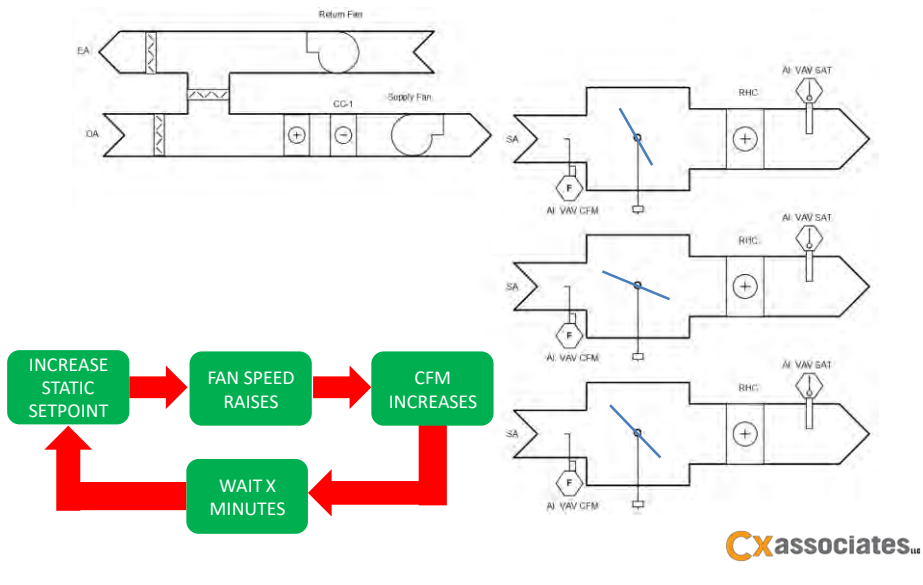 Return Fan
EA
CC-1
Supply Fan
OA
AI: VAV SAT
RHC
SA
F
AI: VAV CFM
AI: VAV SAT
RHC
SA
F
AI: VAV CFM
AI: VAV SAT
RHC
SA
F
AI: VAV CFM
INCREASE
STATIC
SETPOINT
FAN SPEED
RAISES
CFM
INCREASES
WAIT X
MINUTES
Cxassociates LLC